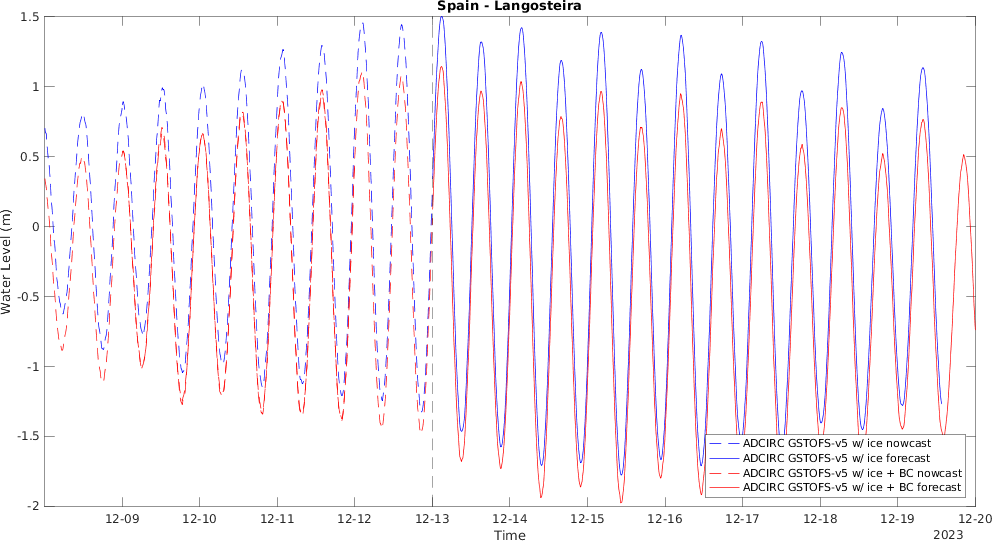 Spain - Langosteira
1.5
1
0.5
0
-0.5
-1
-1.5
-2
Water Level (m)
12-09 12-10 12-11 12-12 12-13 12-14 12-15 12-16 12-17 12-18 12-19 12-20
Time
2023
ADCIRC GSTOFS-v5 w/ ice nowcast
ADCIRC GSTOFS-v5 w/ ice forecast
ADCIRC GSTOFS-v5 w/ ice + BC nowcast
ADCIRC GSTOFS-v5 w/ ice + BC forecast